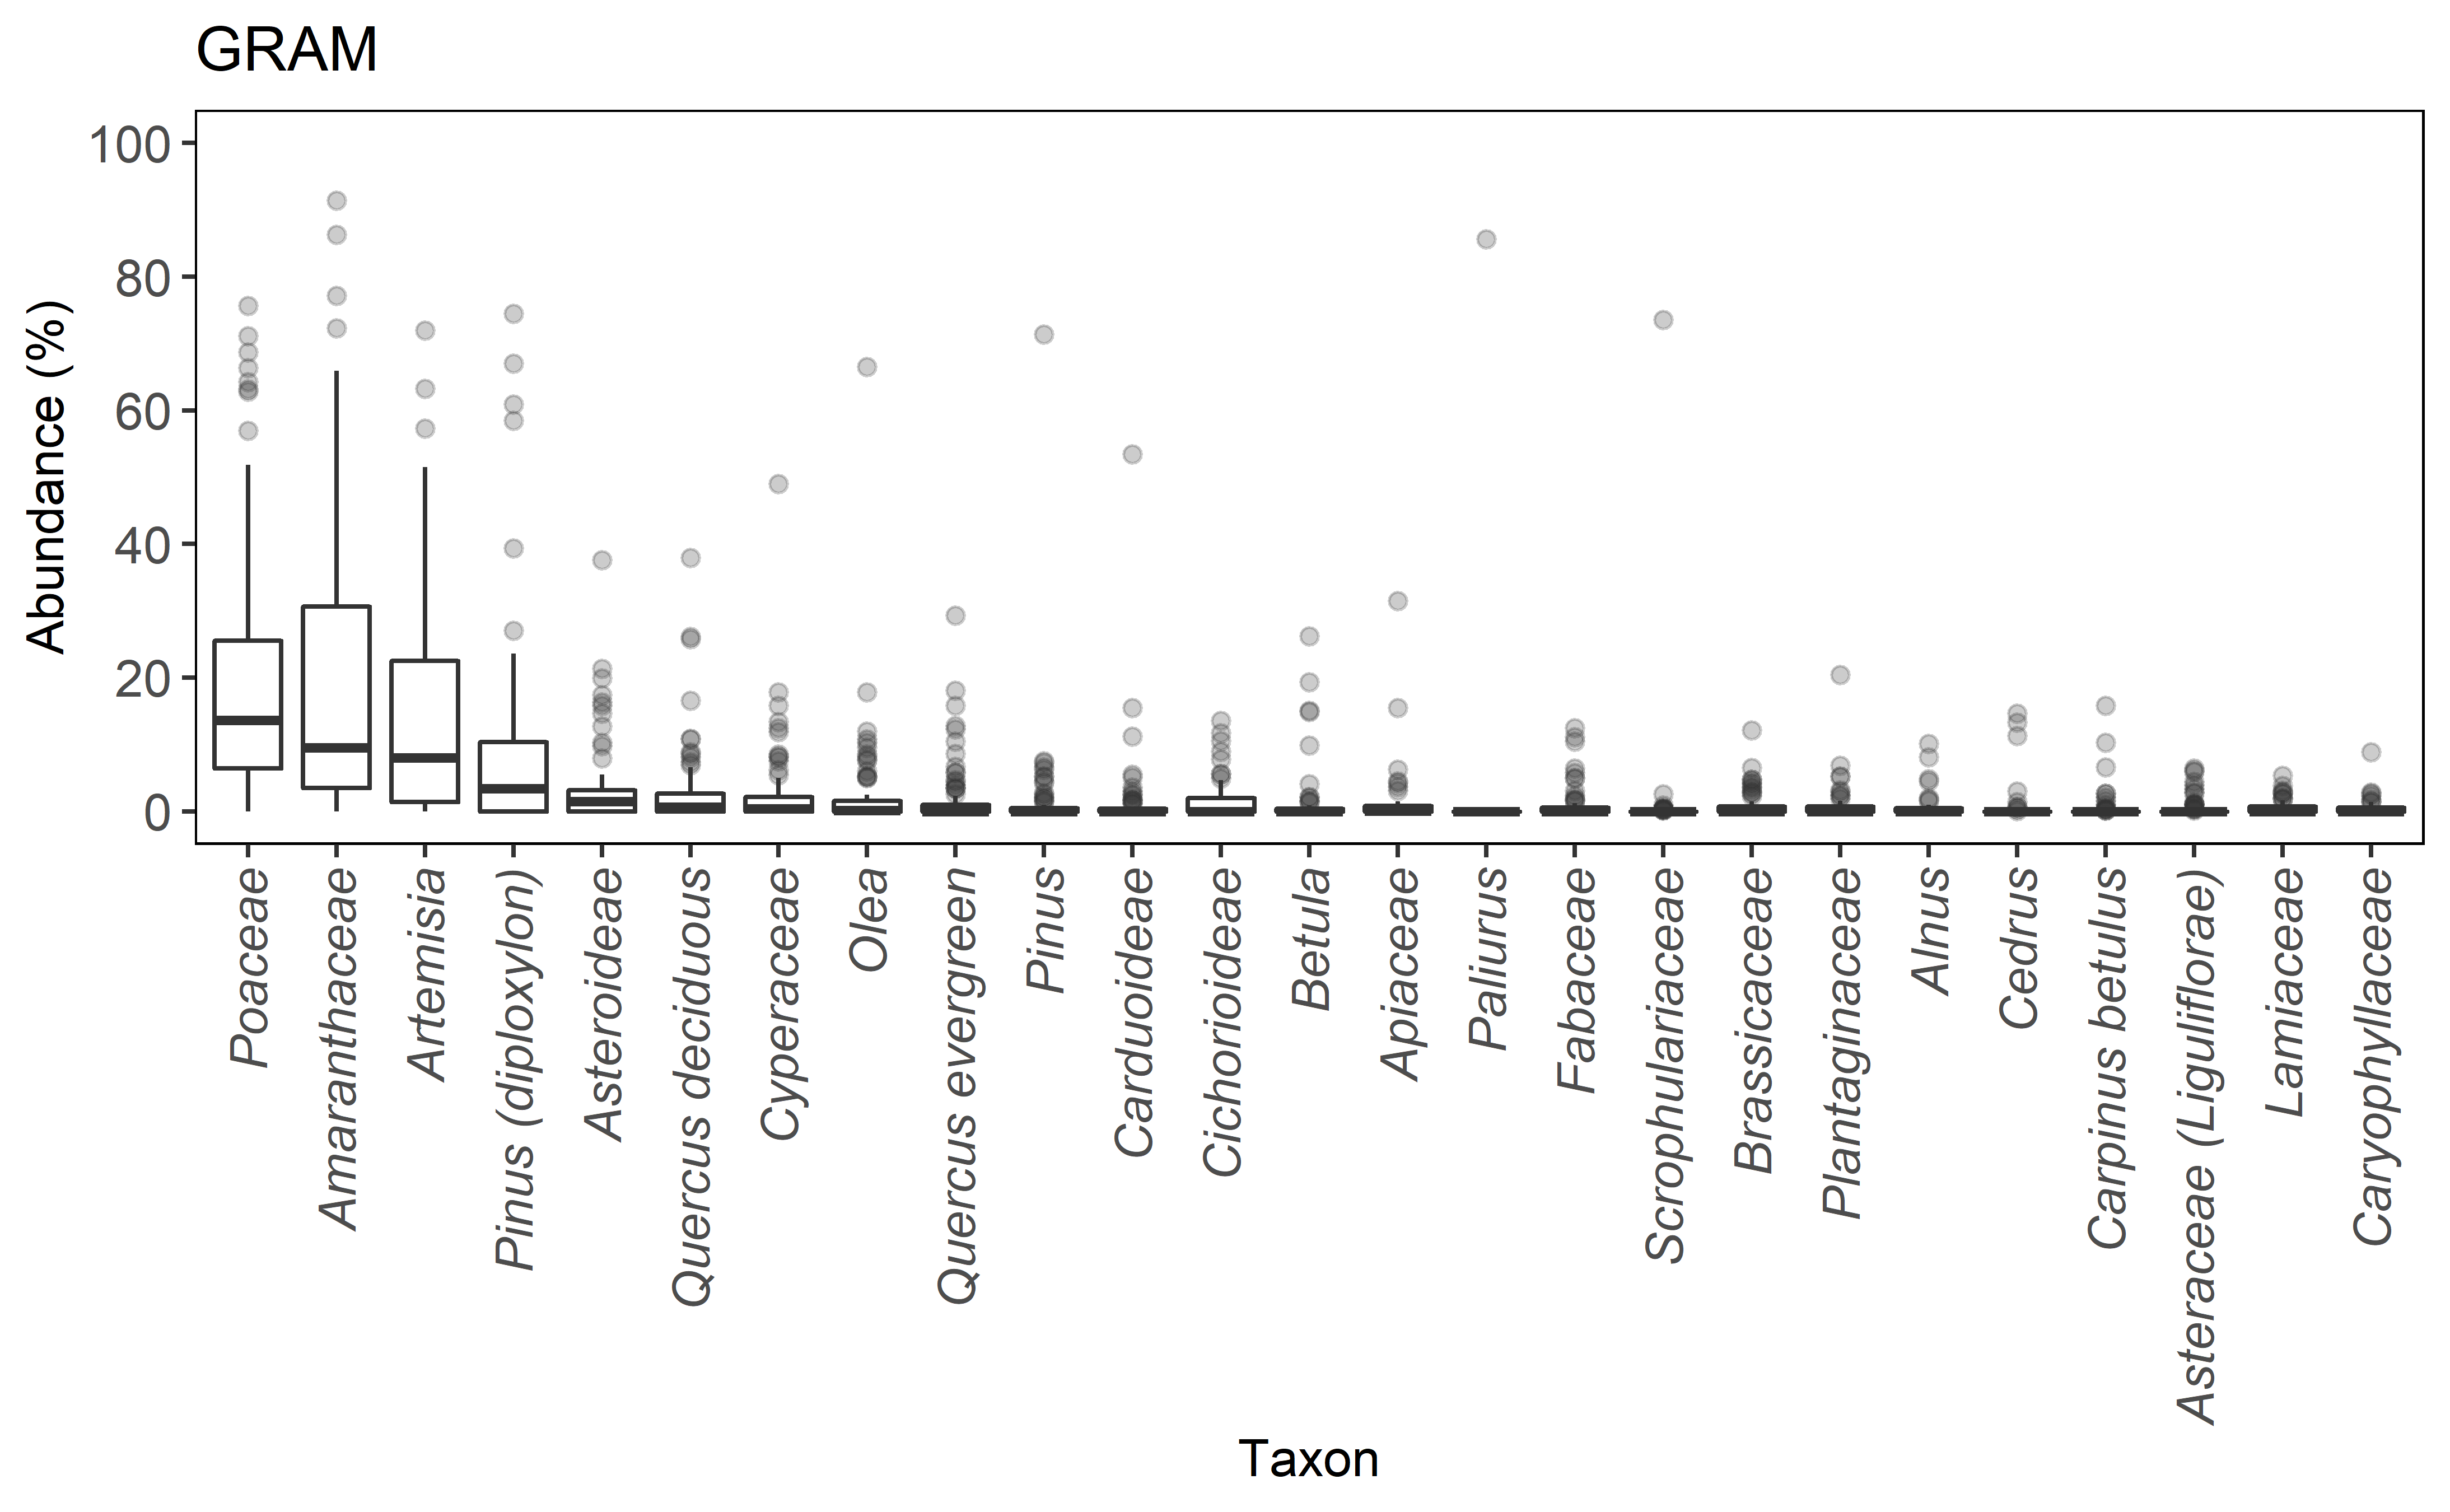 GRAM
Abundance (%)
100
80
60
40
20
0
Poaceae
Amaranthaceae
Artemisia
Pinus (diploxylon)
Asteroideae
Quercus deciduous
Cyperaceae
Olea
Quercus evergreen
Pinus
Carduoideae
Cichorioideae
Betula
Apiaceae
Paliurus
Fabaceae
Scrophulariaceae
Brassicaceae
Plantaginaceae
Alnus
Cedrus
Carpinus betulus
Asteraceae (Liguliflorae)
Lamiaceae
Caryophyllaceae
Taxon